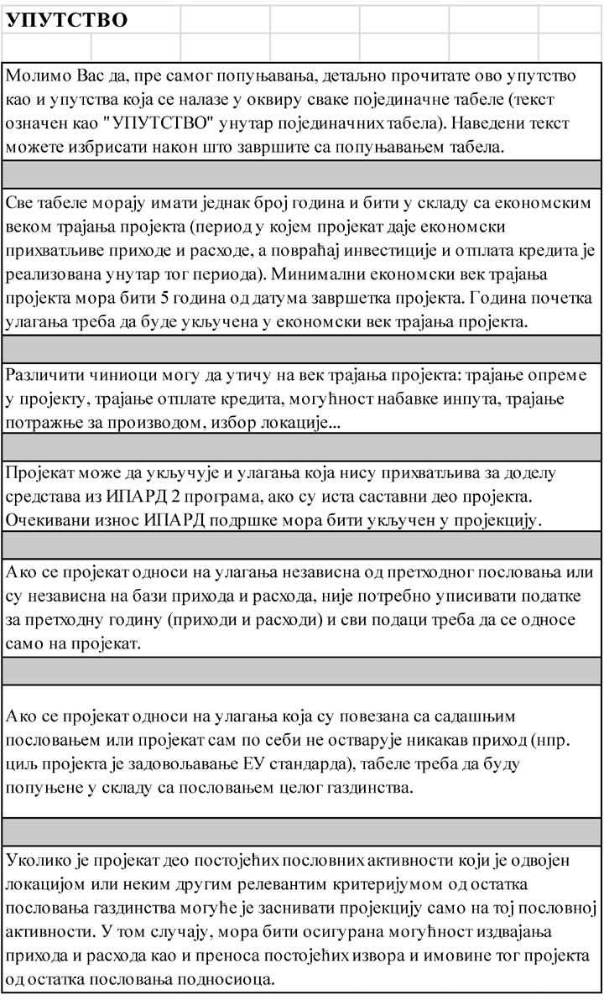 УПУТСТВО
Молимо Вас да, пре самог попуњавања, детаљно прочитате ово упутство
као и упутства која се налазе у оквиру сваке појединачне табеле (текст
означен као "УПУТСТВО" унутар појединачних табела). Наведени текст
можете избрисати након што завршите са попуњавањем табела.
Све табеле морају имати једнак број година и бити у складу са економским
веком трајања пројекта (период у којем пројекат даје економски
прихватљиве приходе и расходе, а повраћај инвестиције и отплата кредита је
реализована унутар тог периода). Минимални економски век трајања
пројекта мора бити 5 година од датума завршетка пројекта. Година почетка
улагања треба да буде укључена у економски век трајања пројекта.
Различити чиниоци могу да утичу на век трајања пројекта: трајање опреме
у пројекту, трајање отплате кредита, могућност набавке инпута, трајање
потражње за производом, избор локације...
Пројекат може да укључује и улагања која нису прихватљива за доделу
средстава из ИПАРД 2 програма, ако су иста саставни део пројекта.
Очекивани износ ИПАРД подршке мора бити укључен у пројекцију.
Ако се пројекат односи на улагања независна од претходног пословања или
су независна на бази прихода и расхода, није потребно уписивати податке
за претходну годину (приходи и расходи) и сви подаци треба да се односе
само на пројекат.
Ако се пројекат односи на улагања која су повезана са садашњим
пословањем или пројекат сам по себи не остварује никакав приход (нпр.
циљ пројекта је задовољавање ЕУ стандарда), табеле треба да буду
попуњене у складу са пословањем целог газдинства.
Уколико је пројекат део постојећих пословних активности који је одвојен
локацијом или неким другим релевантим критеријумом од остатка
пословања газдинства могуће је заснивати пројекцију само на тој пословној
активности. У том случају, мора бити осигурана могућност издвајања
прихода и расхода као и преноса постојећих извора и имовине тог пројекта
од остатка пословања подносиоца.